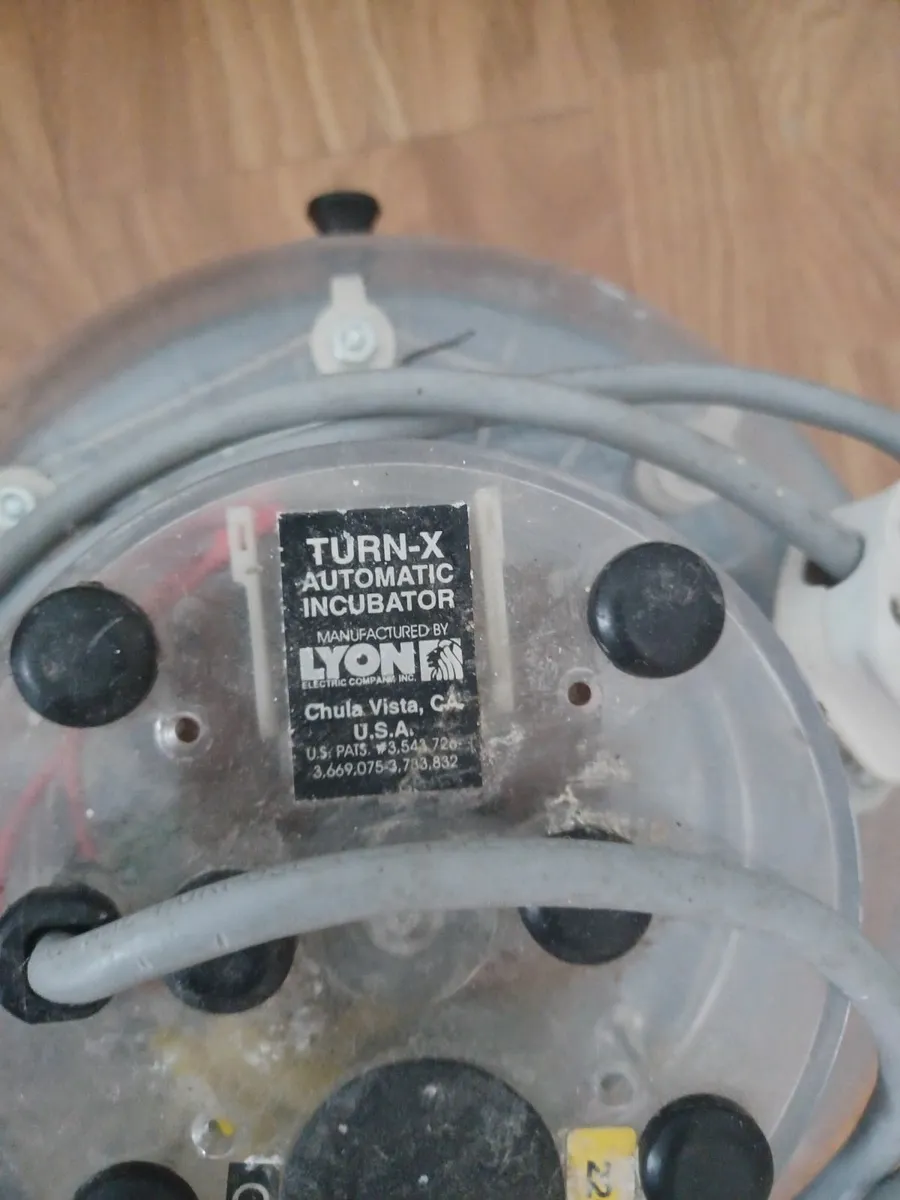 TURN-X
AUTOMATIC
INCUBATOR
MANUFACTURED BY
LYON
ELECTRIC COMPANY INC.
Chula Vista, CA.
U.S.A.
U.S. PATS. #3,543,726-
3,669,075-3,783,832
22